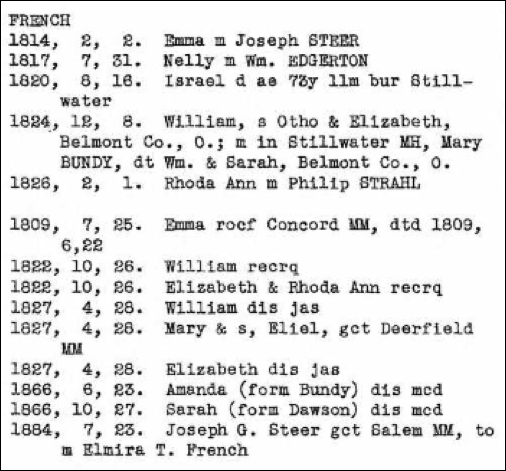 FRENCH
1814, 2, 2. Emma m Joseph STEER
1817, 7, 31. Nelly m Wm. EDGERTON
1820, 8, 16. Israel d ae 73y 11m bur Still-
water
1824, 12, 8. William, s Otho & Elizabeth,
Belmont Co., O.; m in Stillwater MH, Mary
BUNDY, dt Wm. & Sarah, Belmont Co., O.
1826, 2, 1. Rhoda Ann m Philip STRAHL
1809, 7, 25. Emma rocf Concord MM, dtd 1809,
6,22
1822, 10, 26. William recrq
1822, 10, 26. Elizabeth & Rhoda Ann recrq
1827, 4, 28. William dis jas
1827, 4, 28. Mary & s, Eliel, gct Deerfield
MM
1827, 4, 28. Elizabeth dis jas
1866, 6, 23. Amanda (form Bundy) dis mcd
1866, 10, 27. Sarah (form Dawson) dis mcd
1884, 7, 23. Joseph G. Steer gct Salem MM, to
m Elmira T. French